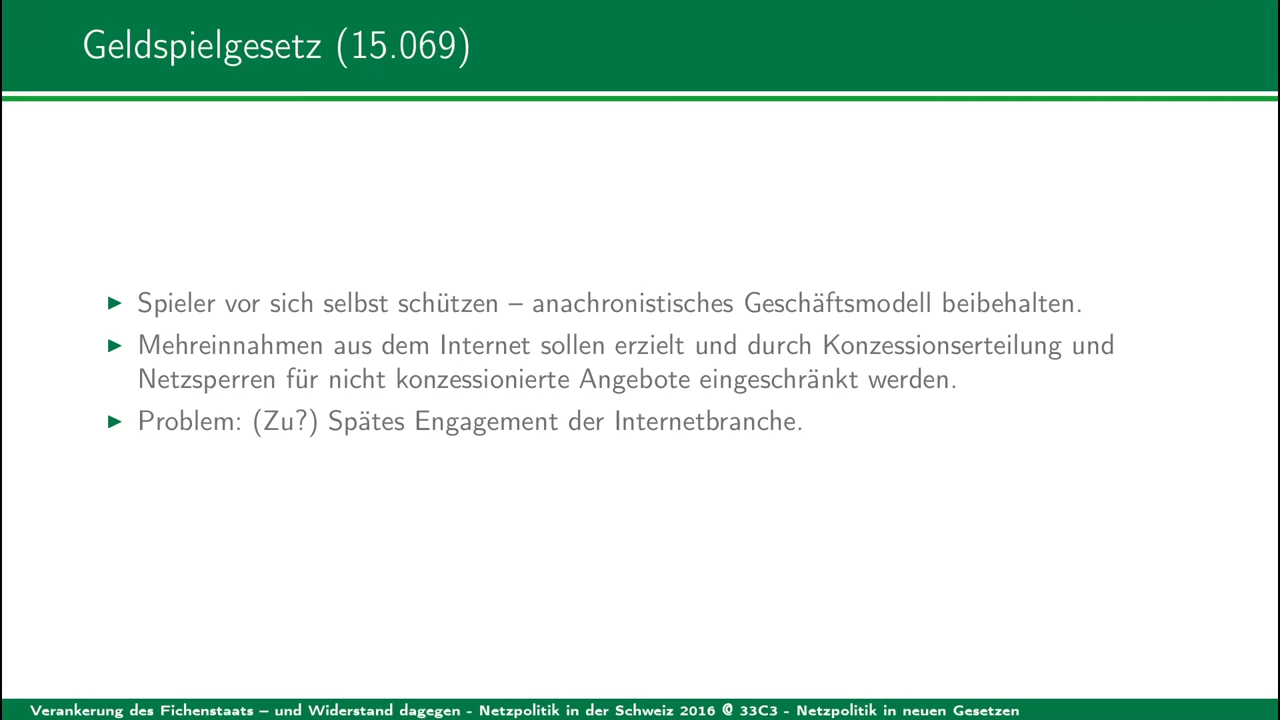 Geldspielgesetz (15.069)
Spieler vor sich selbst schützen – anachronistisches Geschäftsmodell beibehalten.
Mehreinnahmen aus dem Internet sollen erzielt und durch Konzessionserteilung und
Netzsperren für nicht konzessionierte Angebote eingeschränkt werden.
Problem: (Zu?) Spätes Engagement der Internetbranche.
Verankerung des Fichenstaats – und Widerstand dagegen - Netzpolitik in der Schweiz 2016 @ 33C3 - Netzpolitik in neuen Gesetzen